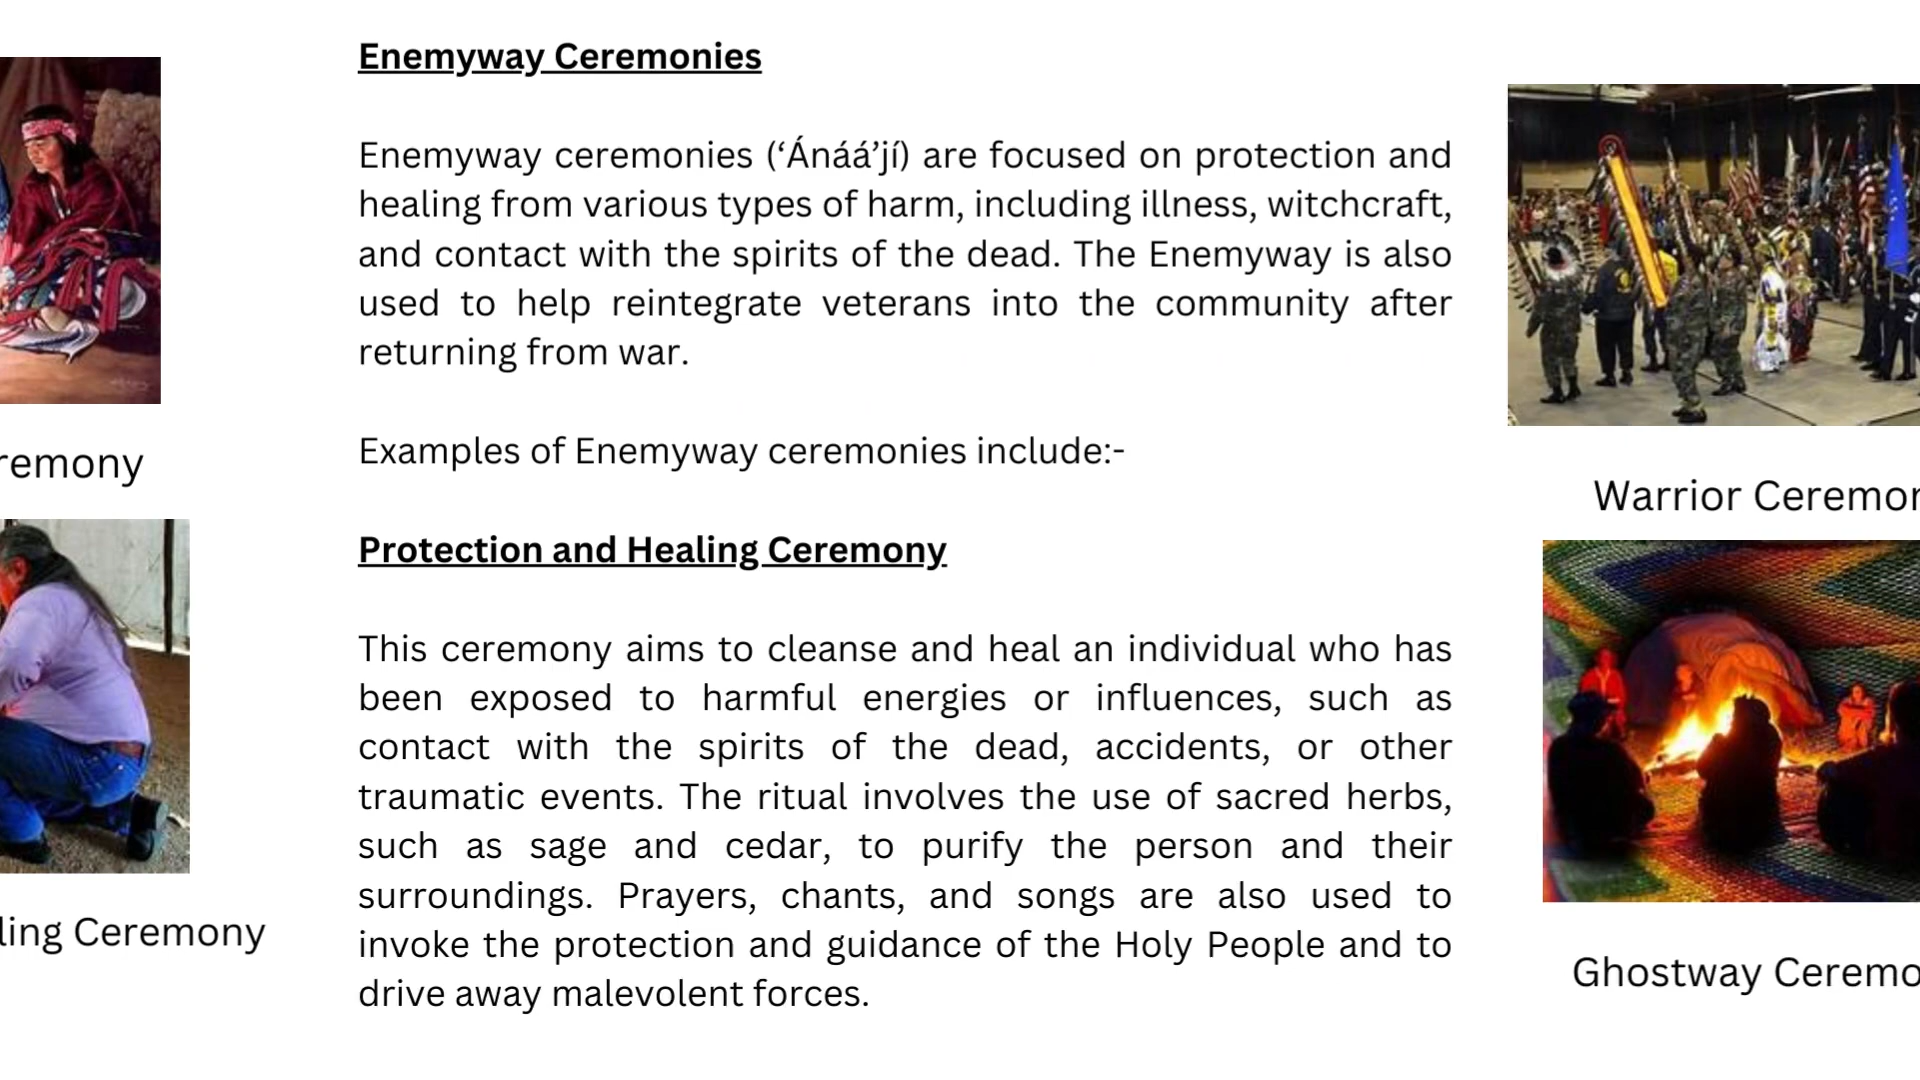 Enemyway Ceremonies
Enemyway ceremonies (‘Ánáá’jí) are focused on protection and
healing from various types of harm, including illness, witchcraft,
and contact with the spirits of the dead. The Enemyway is also
used to help reintegrate veterans into the community after
returning from war.
Examples of Enemyway ceremonies include:-
Protection and Healing Ceremony
This ceremony aims to cleanse and heal an individual who has
been exposed to harmful energies or influences, such as
contact with the spirits of the dead, accidents, or other
traumatic events. The ritual involves the use of sacred herbs,
such as sage and cedar, to purify the person and their
surroundings. Prayers, chants, and songs are also used to
invoke the protection and guidance of the Holy People and to
drive away malevolent forces.
remony
ling Ceremony
Warrior Ceremon
Ghostway Ceremo